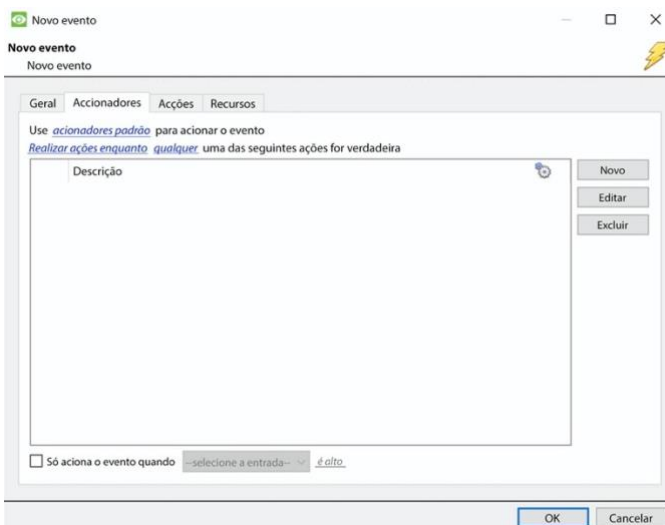 Novo evento
Novo evento
Novo evento
Geral Accionadores Acções Recursos
Use acionadores padrão para acionar o evento
Realizar ações enquanto qualquer uma das seguintes ações for verdadeira
Descrição
Novo
Editar
Excluir
Só aciona o evento quando --selecione a entrada-- é alto
OK Cancelar